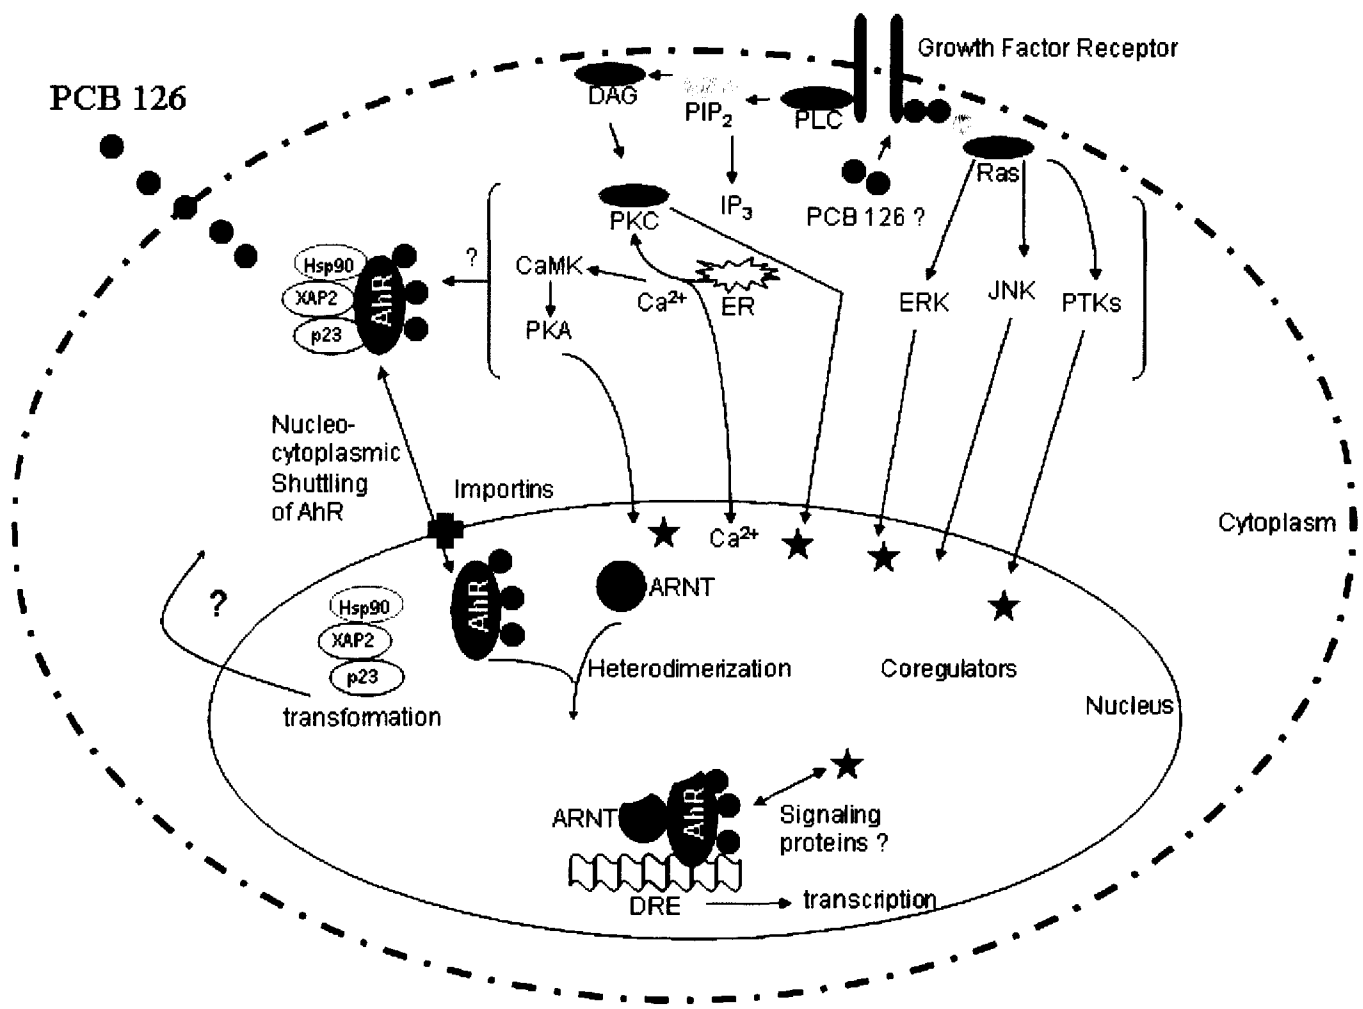 Growth Factor Receptor
PCB 126
DAG
PIP2
PLC
Ras
PKC
IP3
PCB 126 ?
Hsp90
XAP2
p23
AhR
?
CaMK
Ca2+
ER
PKA
ERK
JNK
PTKs
Nucleo-
cytoplasmic
Shuttling
of AhR
Importins
Ca2+
Cytoplasm
?
Hsp90
XAP2
p23
AhR
ARNT
Heterodimerization
Coregulators
transformation
Nucleus
ARNT
AhR
Signaling
proteins ?
DRE
transcription